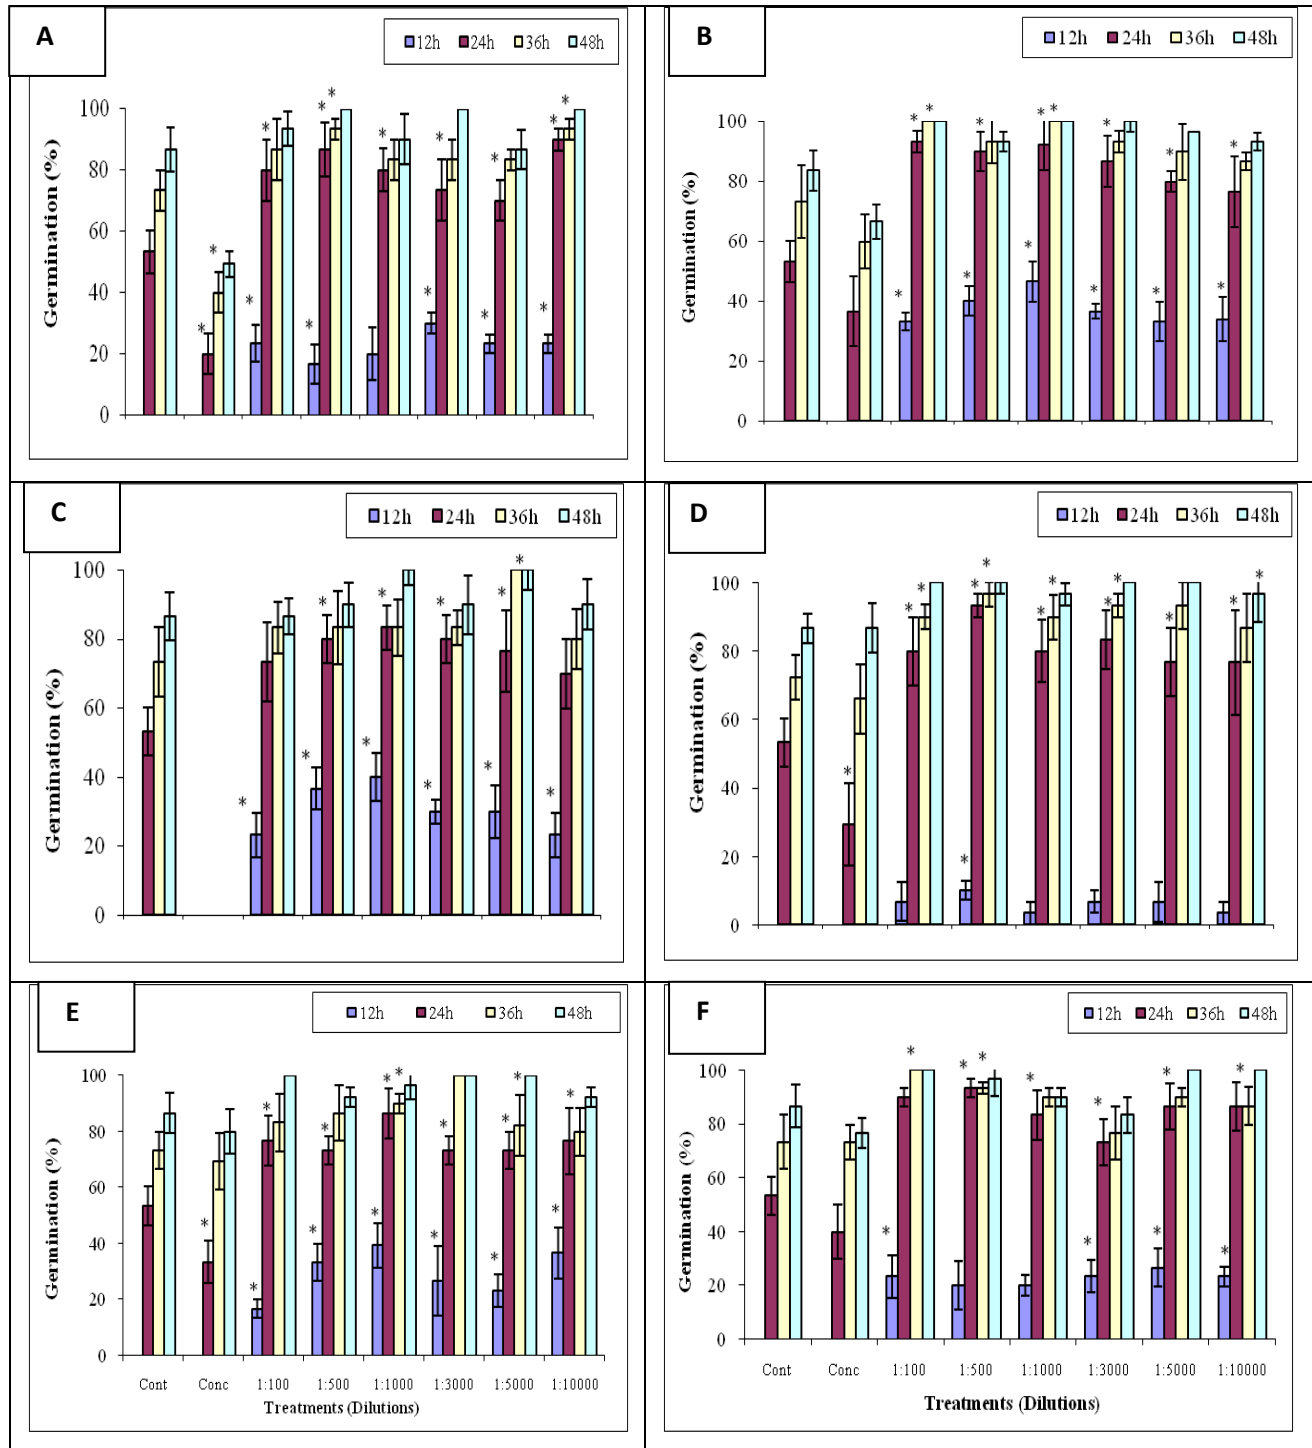 A
12h 24h 36h 48h
Germination (%)
100
80
60
40
20
0
* * * * * * * * * * * * * * * *
B
12h 24h 36h 48h
Germination (%)
100
80
60
40
20
0
* * * * * * * * * * * * * *
C
12h 24h 36h 48h
Germination (%)
100
80
60
40
20
0
* * * * * * * * * * *
D
12h 24h 36h 48h
Germination (%)
100
80
60
40
20
0
* * * * * * * * * * * * *
E
12h 24h 36h 48h
Germination (%)
100
80
60
40
20
0
Cont Conc 1:100 1:500 1:1000 1:3000 1:5000 1:10000
Treatments (Dilutions)
* * * * * * * * * * * * * * *
F
12h 24h 36h 48h
Germination (%)
100
80
60
40
20
0
Cont Conc 1:100 1:500 1:1000 1:3000 1:5000 1:10000
Treatments (Dilutions)
* * * * * * * * * * *